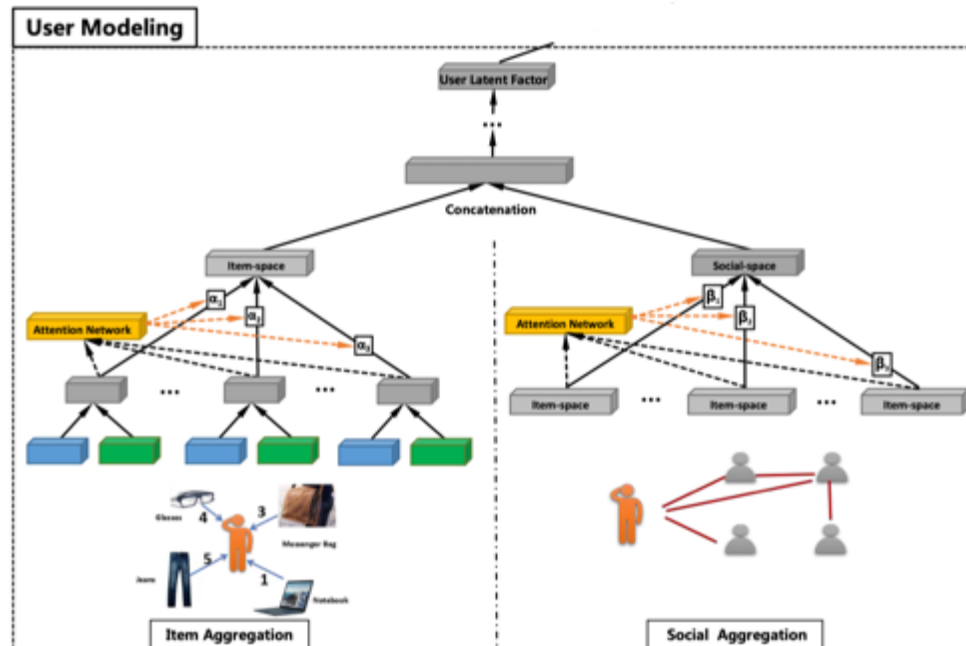 User Modeling
User Latent Factor
...
Concatenation
Item-space
Social-space
α₁
α₂
α₃
β₁
β₂
β₃
Attention Network
Attention Network
... ...
Item-space ... Item-space ... Item-space
Glasses
4
3
Messenger Bag
Jeans
5
1
Notebook
Item Aggregation
Social Aggregation